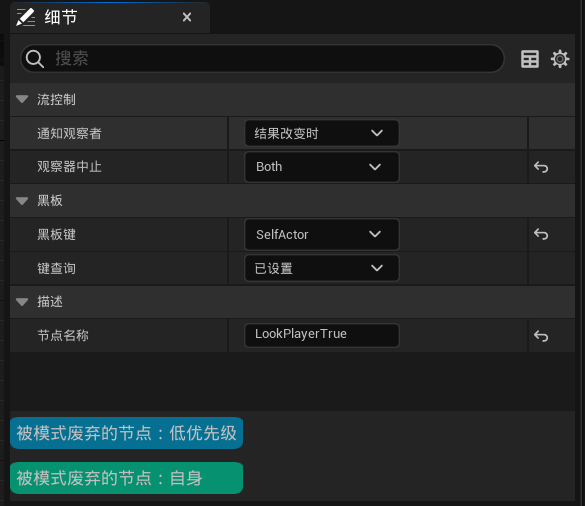 细节
搜索
流控制
通知观察者 结果改变时
观察器中止 Both
黑板
黑板键 SelfActor
键查询 已设置
描述
节点名称 LookPlayerTrue
被模式废弃的节点：低优先级
被模式废弃的节点：自身